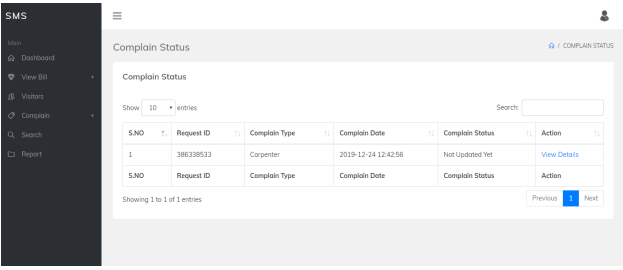 SMS
Main
Dashboard
View Bill +
Visitors
Complain +
Search
Report
Complain Status
/ COMPLAIN STATUS
Complain Status
Show 10 entries
Search:
S.NO Request ID Complain Type Complain Date Complain Status Action
1 386338533 Carpenter 2019-12-24 12:42:56 Not Updated Yet View Details
S.NO Request ID Complain Type Complain Date Complain Status Action
Showing 1 to 1 of 1 entries
Previous 1 Next